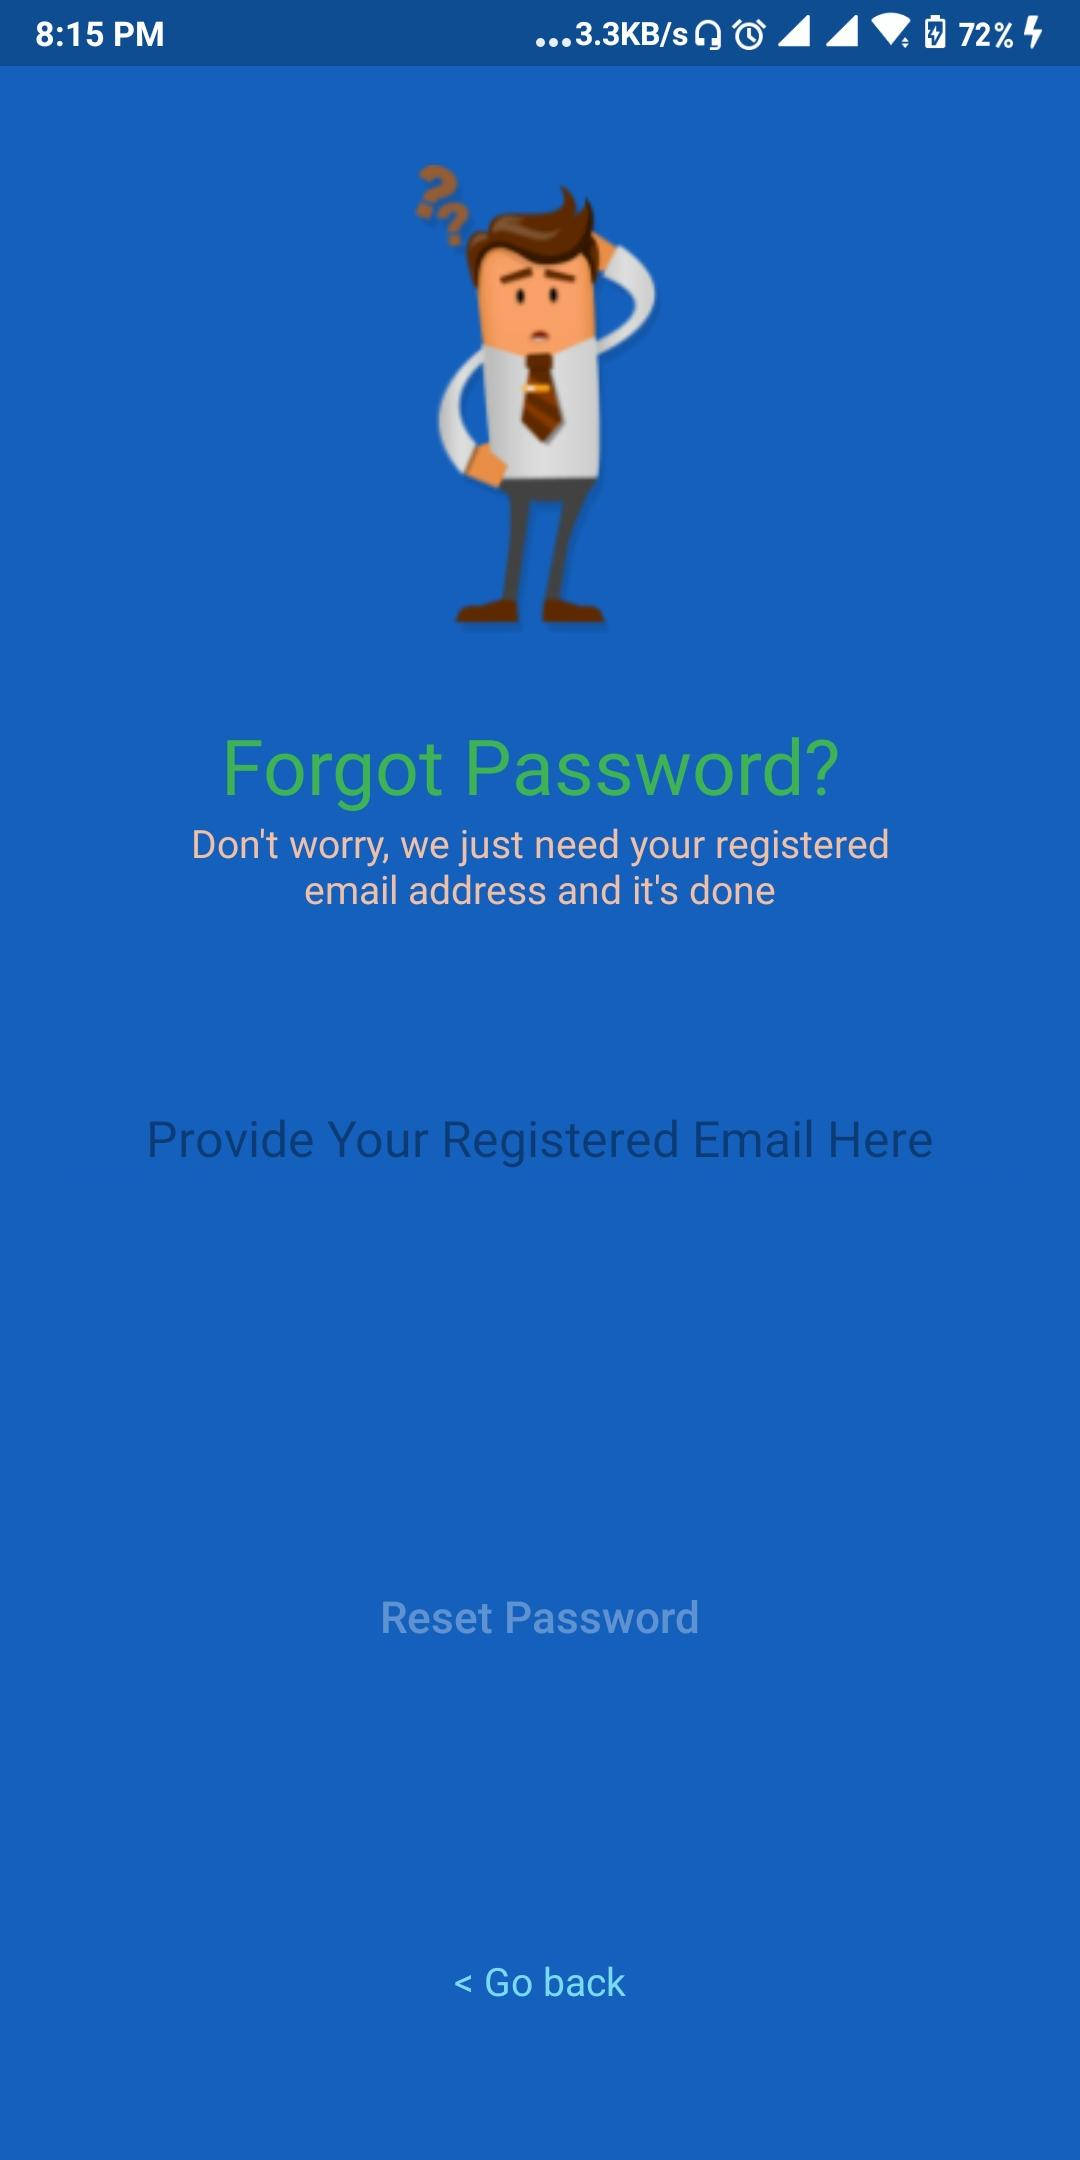 8:15 PM
...3.3KB/s
72%
??
Forgot Password?
Don't worry, we just need your registered
email address and it's done
Provide Your Registered Email Here
Reset Password
< Go back